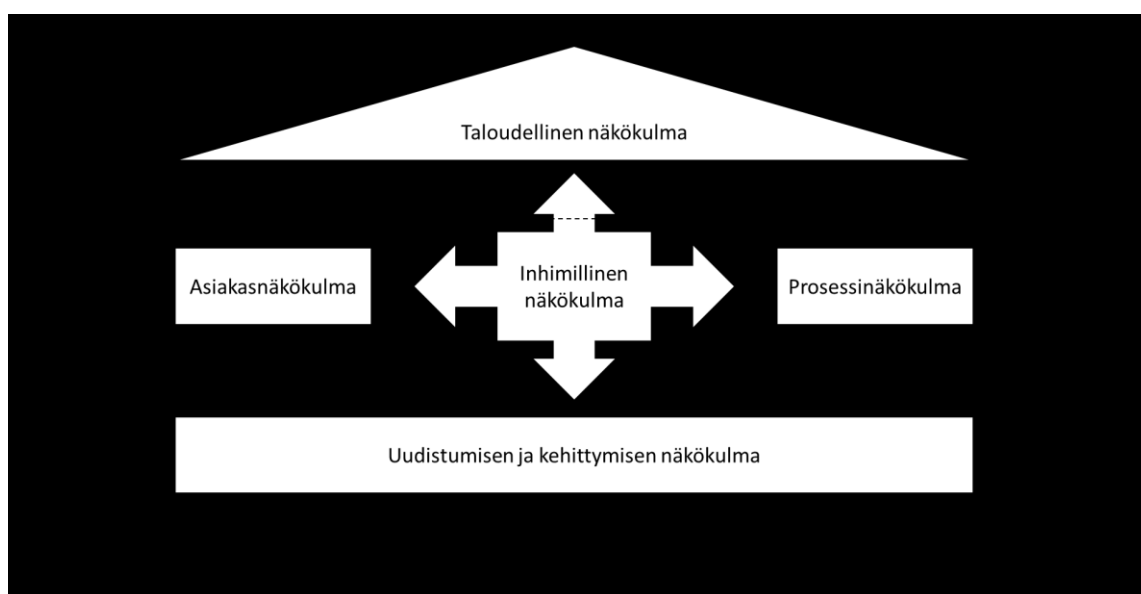 Taloudellinen näkökulma
Asiakasnäkökulma
Inhimillinen
näkökulma
Prosessinäkökulma
Uudistumisen ja kehittymisen näkökulma